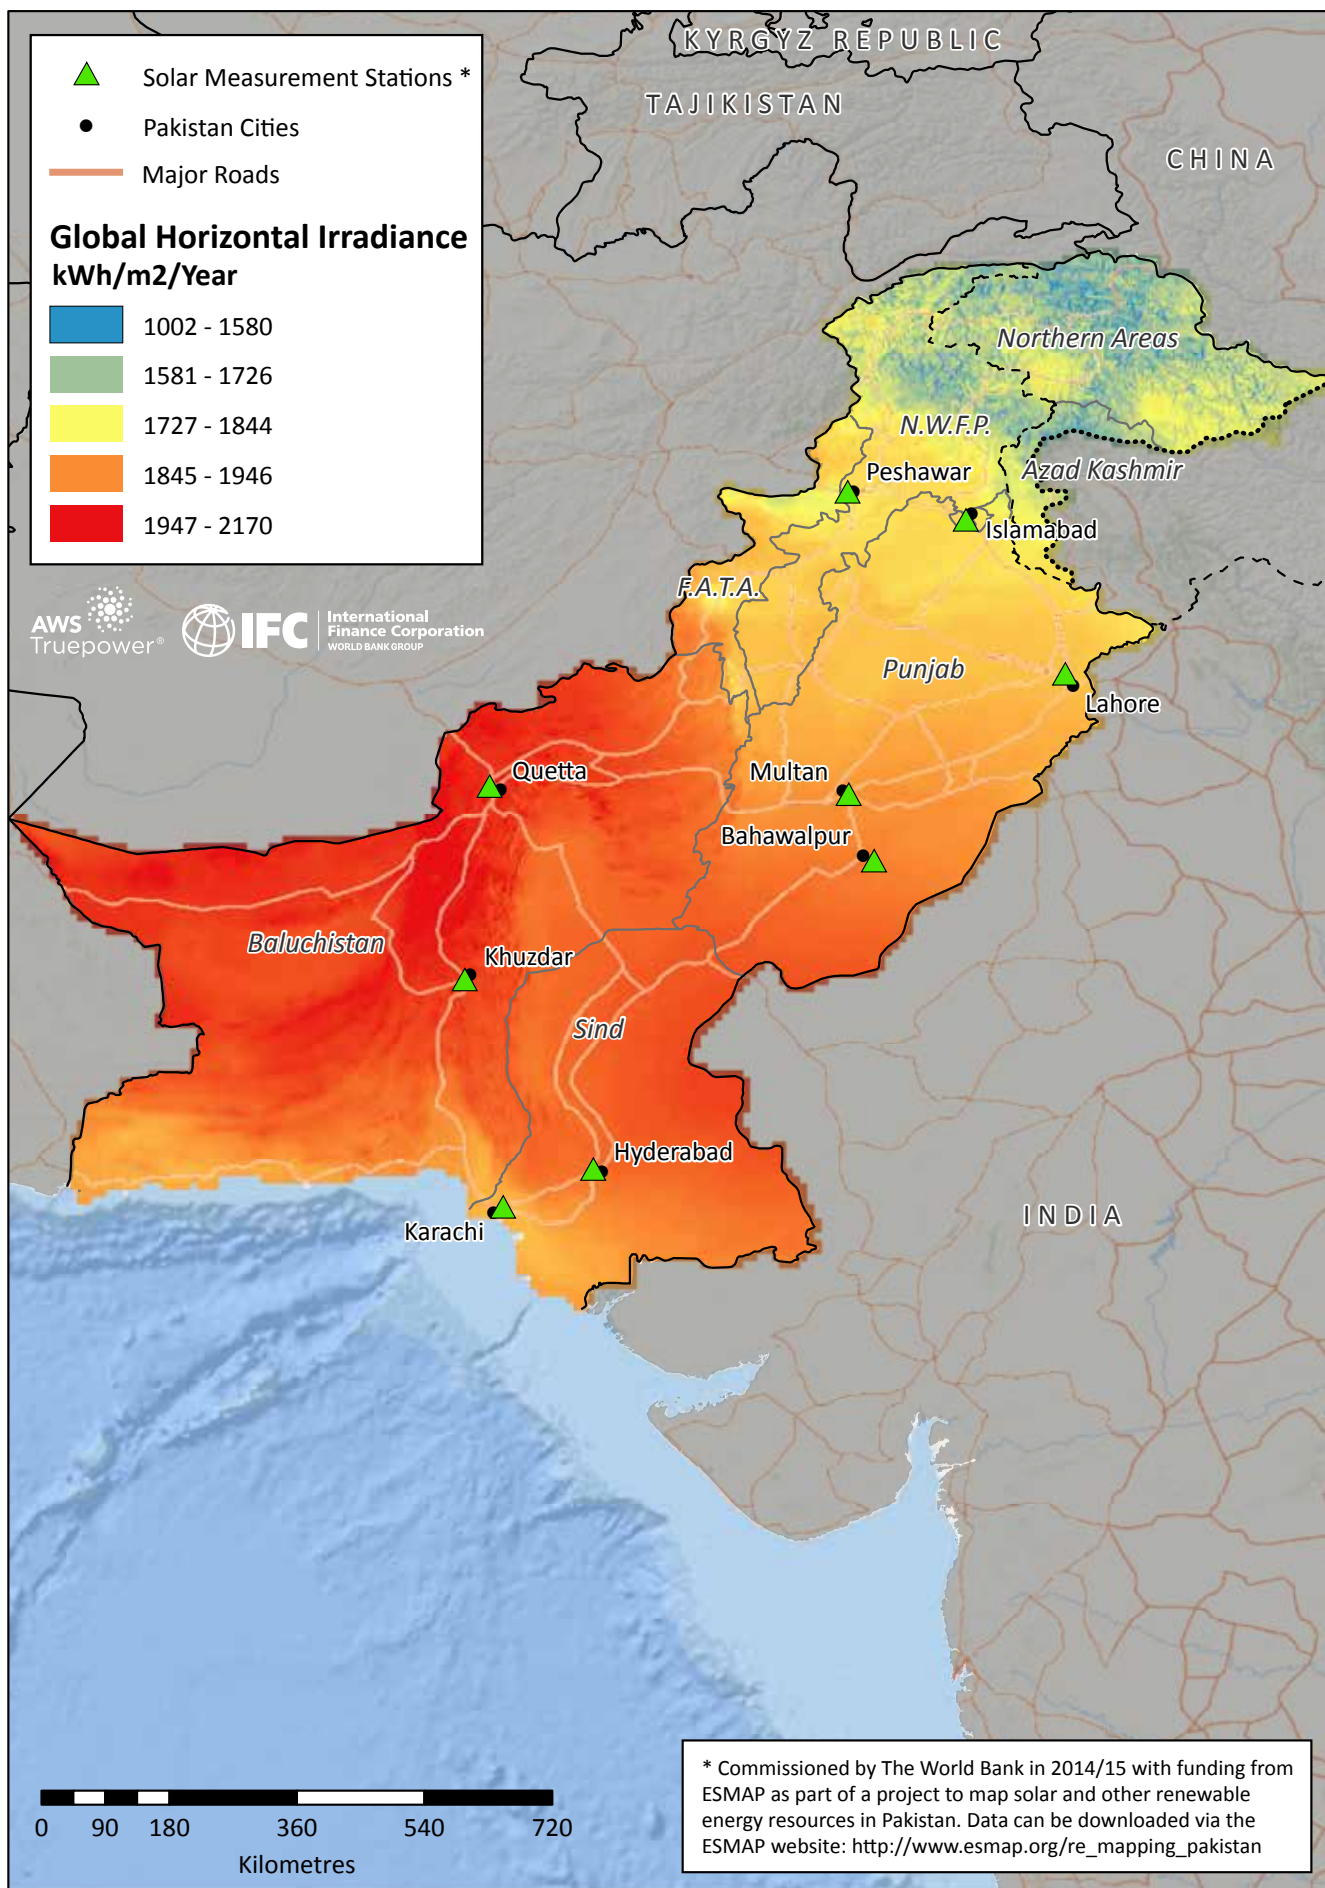 Solar Measurement Stations *
Pakistan Cities
Major Roads
Global Horizontal Irradiance
kWh/m2/Year
1002 - 1580
1581 - 1726
1727 - 1844
1845 - 1946
1947 - 2170
AWS
Truepower®
IFC
International
Finance Corporation
WORLD BANK GROUP
KYRGYZ REPUBLIC
TAJIKISTAN
CHINA
Northern Areas
N.W.F.P.
Azad Kashmir
Peshawar
Islamabad
F.A.T.A.
Punjab
Lahore
Quetta
Multan
Bahawalpur
Baluchistan
Khuzdar
Sind
Hyderabad
Karachi
INDIA
0 90 180 360 540 720
Kilometres
* Commissioned by The World Bank in 2014/15 with funding from
ESMAP as part of a project to map solar and other renewable
energy resources in Pakistan. Data can be downloaded via the
ESMAP website: http://www.esmap.org/re_mapping_pakistan